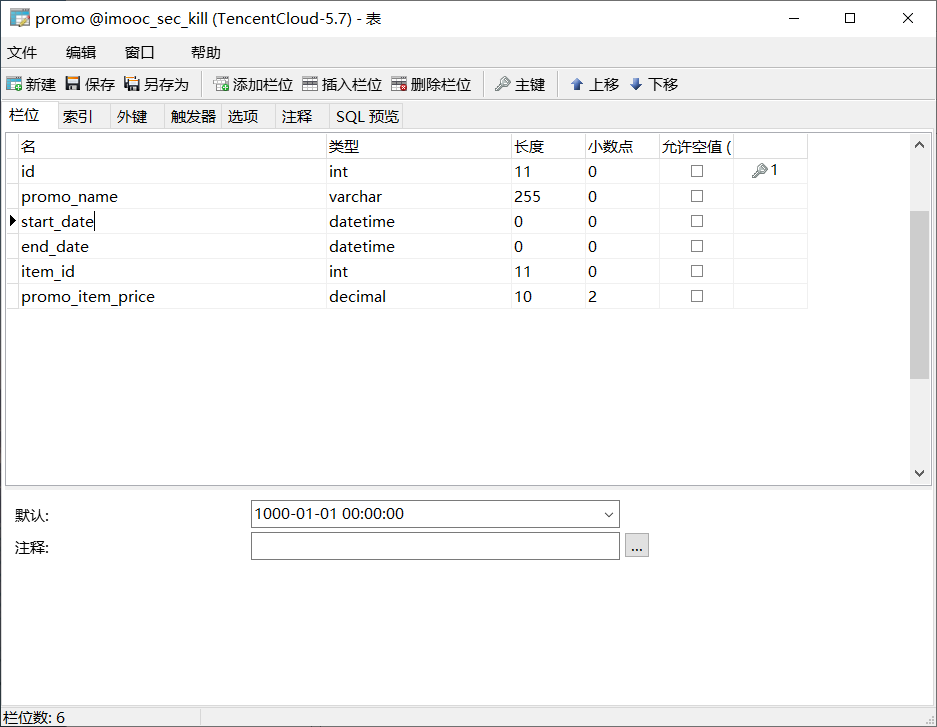 promo @imooc_sec_kill (TencentCloud-5.7) - 表
文件 编辑 窗口 帮助
新建 保存 另存为 添加栏位 插入栏位 删除栏位 主键 上移 下移
栏位 索引 外键 触发器 选项 注释 SQL 预览
名 类型 长度 小数点 允许空值 (
id int 11 0 1
promo_name varchar 255 0
start_date datetime 0 0
end_date datetime 0 0
item_id int 11 0
promo_item_price decimal 10 2
默认: 1000-01-01 00:00:00
注释: ...
栏位数: 6